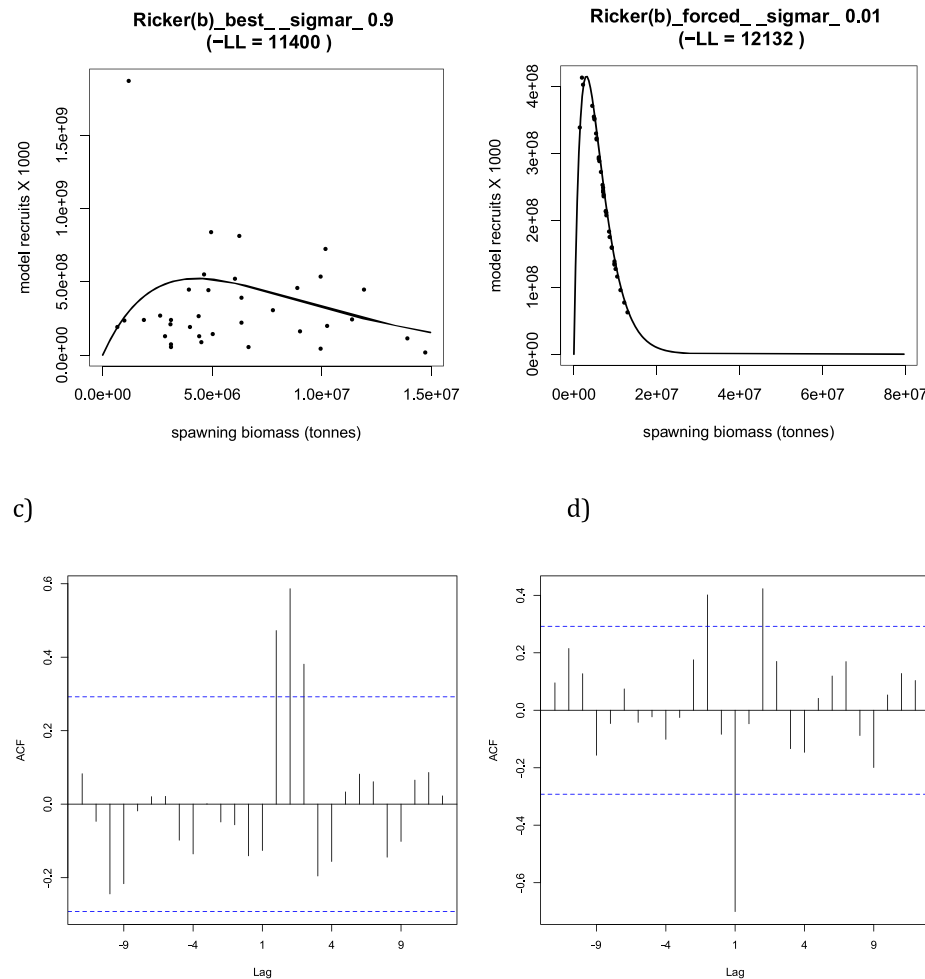 Ricker(b)_best_ _sigmar_ 0.9
(−LL = 11400 )
model recruits X 1000
0.0e+00
5.0e+08
1.0e+09
1.5e+09
0.0e+00
5.0e+06
1.0e+07
1.5e+07
spawning biomass (tonnes)
Ricker(b)_forced_ _sigmar_ 0.01
(−LL = 12132 )
model recruits X 1000
0e+00
1e+08
2e+08
3e+08
4e+08
0e+00
2e+07
4e+07
6e+07
8e+07
spawning biomass (tonnes)
c)
ACF
-0.2
0.0
0.2
0.4
0.6
-9
-4
1
4
9
Lag
d)
ACF
-0.6
-0.4
-0.2
0.0
0.2
0.4
-9
-4
1
4
9
Lag